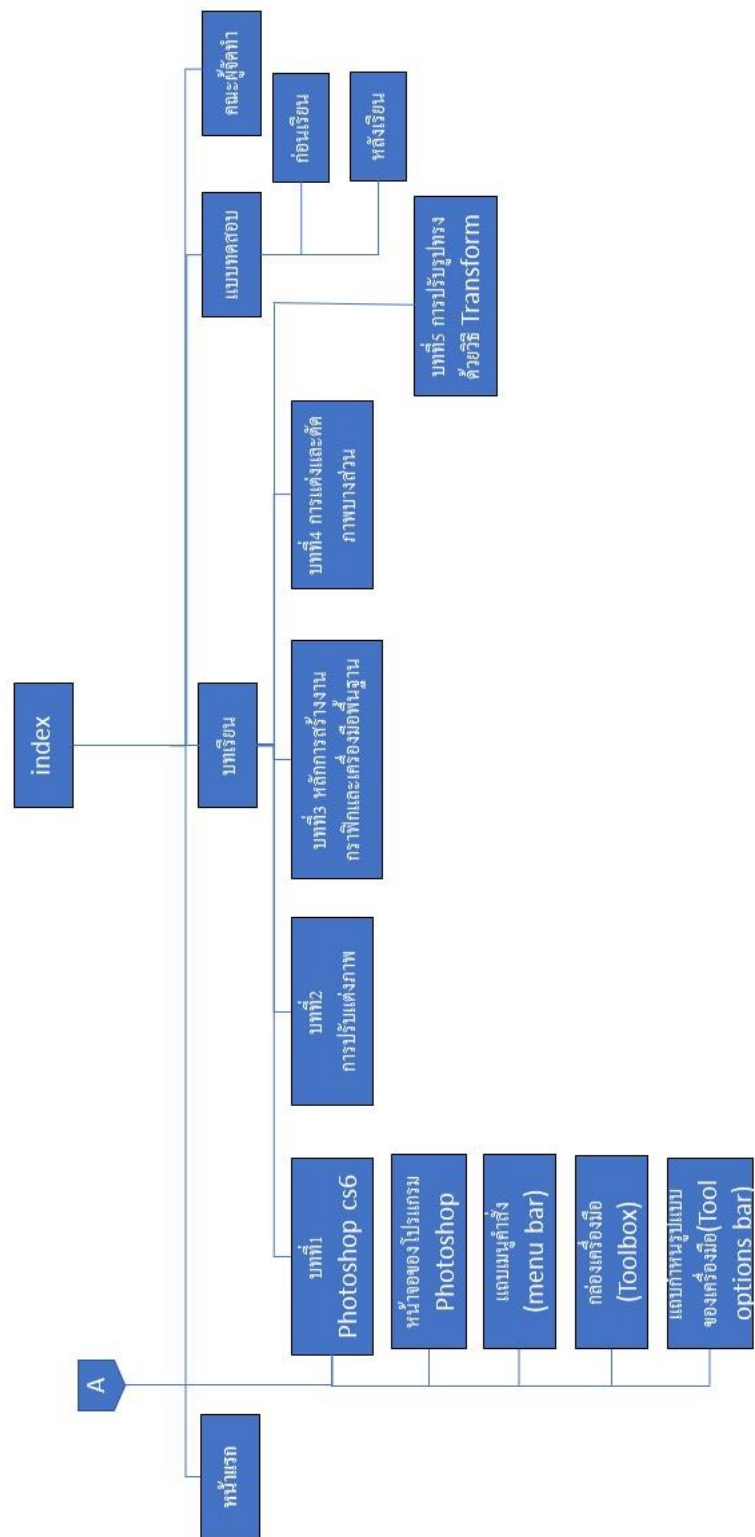 index
A
หน้าแรก
บทเรียน
แบบทดสอบ
คณะผู้จัดทำ
บทที่1
Photoshop cs6
หน้าจอของโปรแกรม
Photoshop
แถบเมนูคำสั่ง
(menu bar)
กล่องเครื่องมือ
(Toolbox)
แถบกำหนรูปแบบ
ของเครื่องมือ(Tool
options bar)
บทที่2
การปรับแต่งภาพ
บทที่3 หลักการสร้างงาน
กราฟิกและเครื่องมือพื้นฐาน
บทที่4 การแต่งและตัด
ภาพบางส่วน
บทที่5 การปรับรูปทรง
ด้วยวิธี Transform
ก่อนเรียน
หลังเรียน